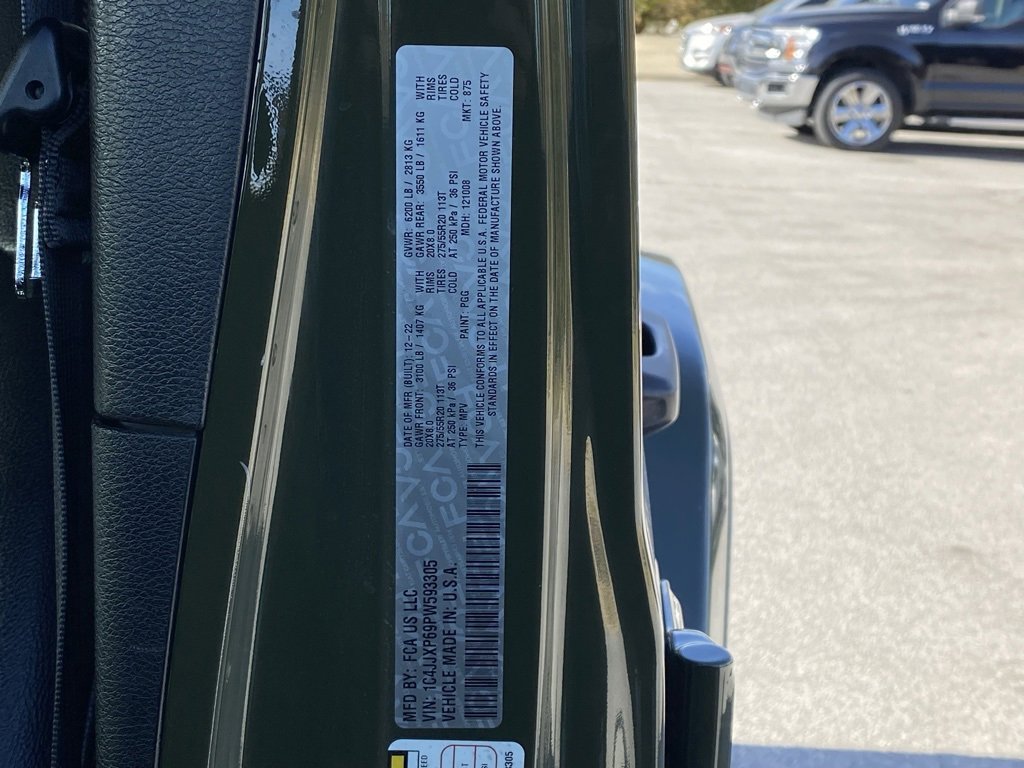 MFD BY: FCA US LLC
DATE OF MFR (BUILT): 12-22
GVWR: 6200 LB / 2813 KG
VIN: 1C4JJXP69PW593305
GAWR FRONT: 3100 LB / 1407 KG WITH
GAWR REAR: 3550 LB / 1611 KG WITH
20X8.0 RIMS
20X8.0 RIMS
VEHICLE MADE IN: U.S.A.
275/55R20 113T TIRES
275/55R20 113T TIRES
AT 250 kPa / 36 PSI COLD
AT 250 kPa / 36 PSI COLD
TYPE: MPV PAINT: PGG MDH: 121008 MKT: 875
THIS VEHICLE CONFORMS TO ALL APPLICABLE U.S.A. FEDERAL MOTOR VEHICLE SAFETY
STANDARDS IN EFFECT ON THE DATE OF MANUFACTURE SHOWN ABOVE.